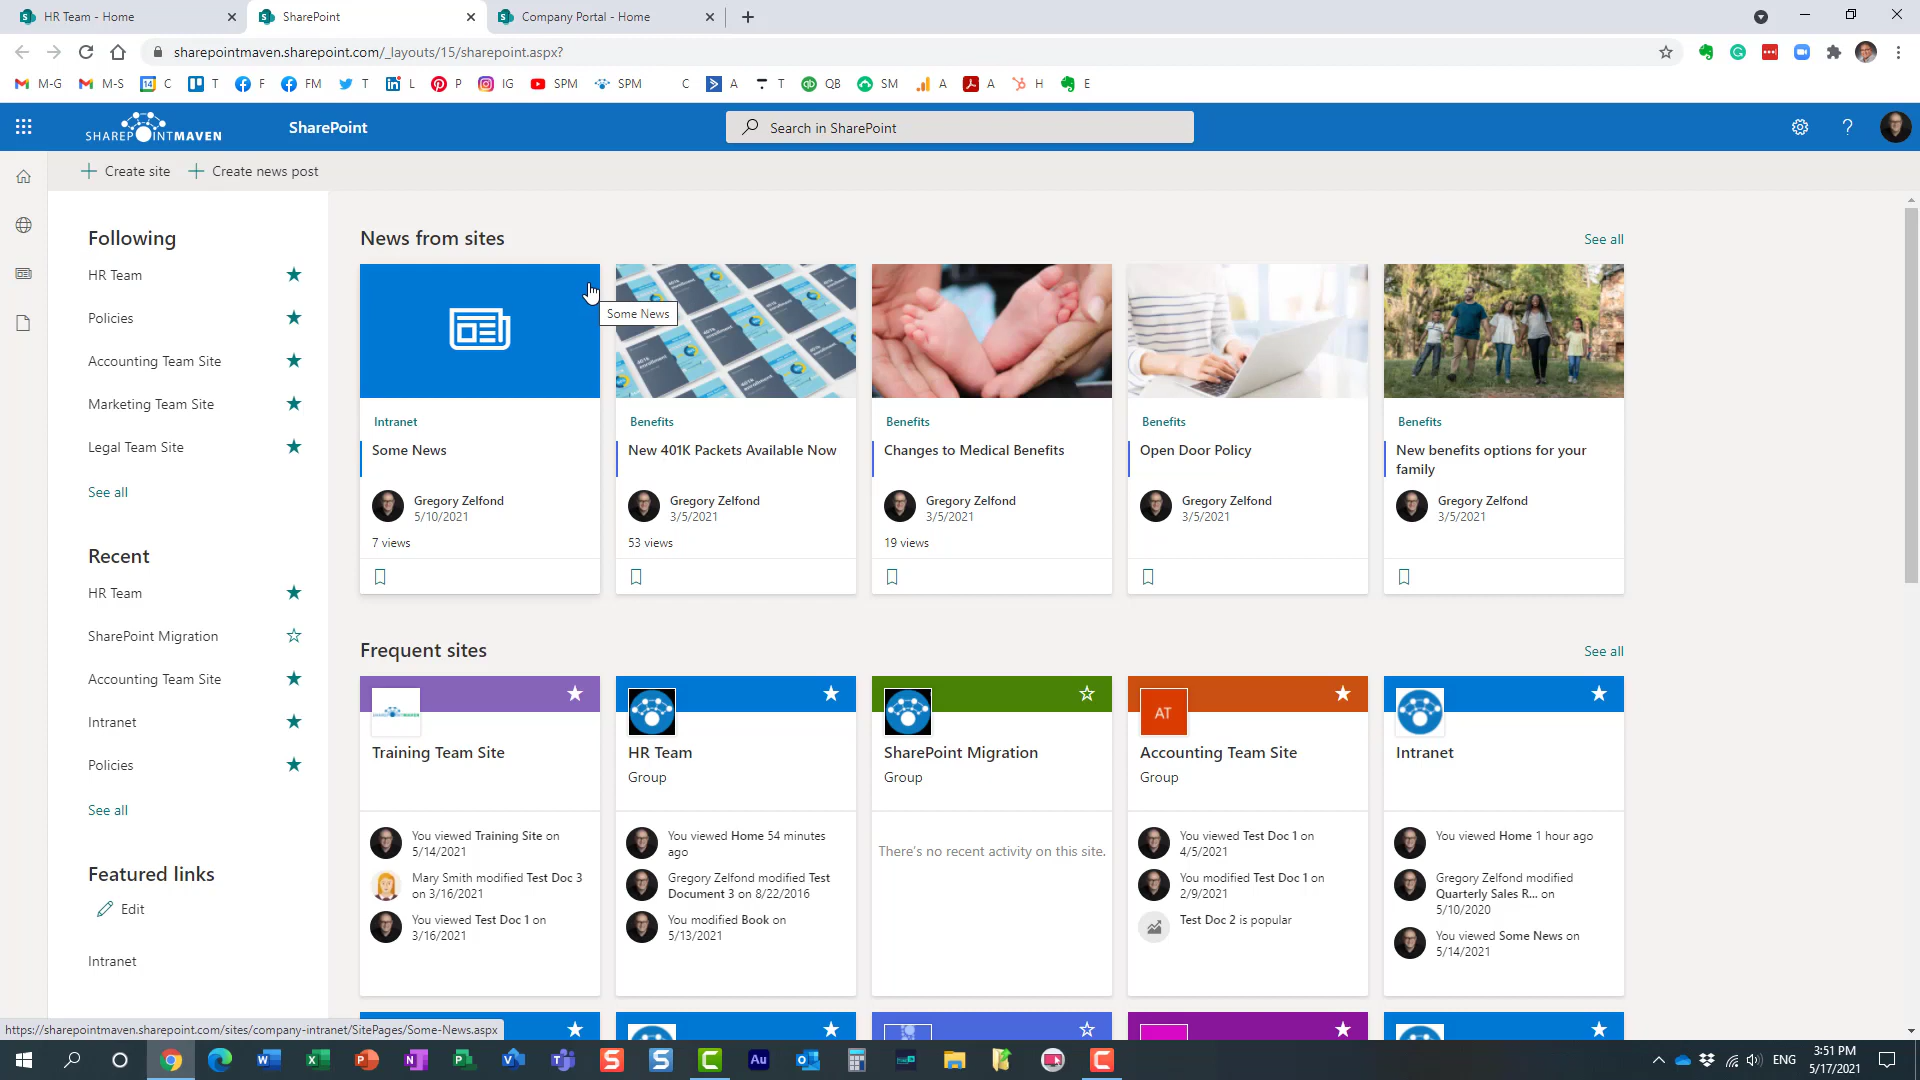 HR Team - Home
SharePoint
Company Portal - Home
sharepointmaven.sharepoint.com/_layouts/15/sharepoint.aspx?
M-G
M-S
14 C
T
F
FM
T
L
P
IG
SPM
SPM
C
A
T
QB
SM
A
A
H
E
SHAREPOINTMAVEN
SharePoint
Search in SharePoint
?
Create site
Create news post
Following
HR Team
Policies
Accounting Team Site
Marketing Team Site
Legal Team Site
See all
Recent
HR Team
SharePoint Migration
Accounting Team Site
Intranet
Policies
See all
Featured links
Edit
Intranet
News from sites
See all
Some News
Intranet
Some News
Gregory Zelfond
5/10/2021
7 views
Benefits
New 401K Packets Available Now
Gregory Zelfond
3/5/2021
53 views
Benefits
Changes to Medical Benefits
Gregory Zelfond
3/5/2021
19 views
Benefits
Open Door Policy
Gregory Zelfond
3/5/2021
Benefits
New benefits options for your
family
Gregory Zelfond
3/5/2021
Frequent sites
See all
Training Team Site
You viewed Training Site on
5/14/2021
Mary Smith modified Test Doc 3
on 3/16/2021
You viewed Test Doc 1 on
3/16/2021
HR Team
Group
You viewed Home 54 minutes
ago
Gregory Zelfond modified Test
Document 3 on 8/22/2016
You modified Book on
5/13/2021
SharePoint Migration
Group
There's no recent activity on this site.
AT
Accounting Team Site
Group
You viewed Test Doc 1 on
4/5/2021
You modified Test Doc 1 on
2/9/2021
Test Doc 2 is popular
Intranet
You viewed Home 1 hour ago
Gregory Zelfond modified
Quarterly Sales R... on
5/10/2020
You viewed Some News on
5/14/2021
https://sharepointmaven.sharepoint.com/sites/company-intranet/SitePages/Some-News.aspx
Au
ENG
3:51 PM
5/17/2021